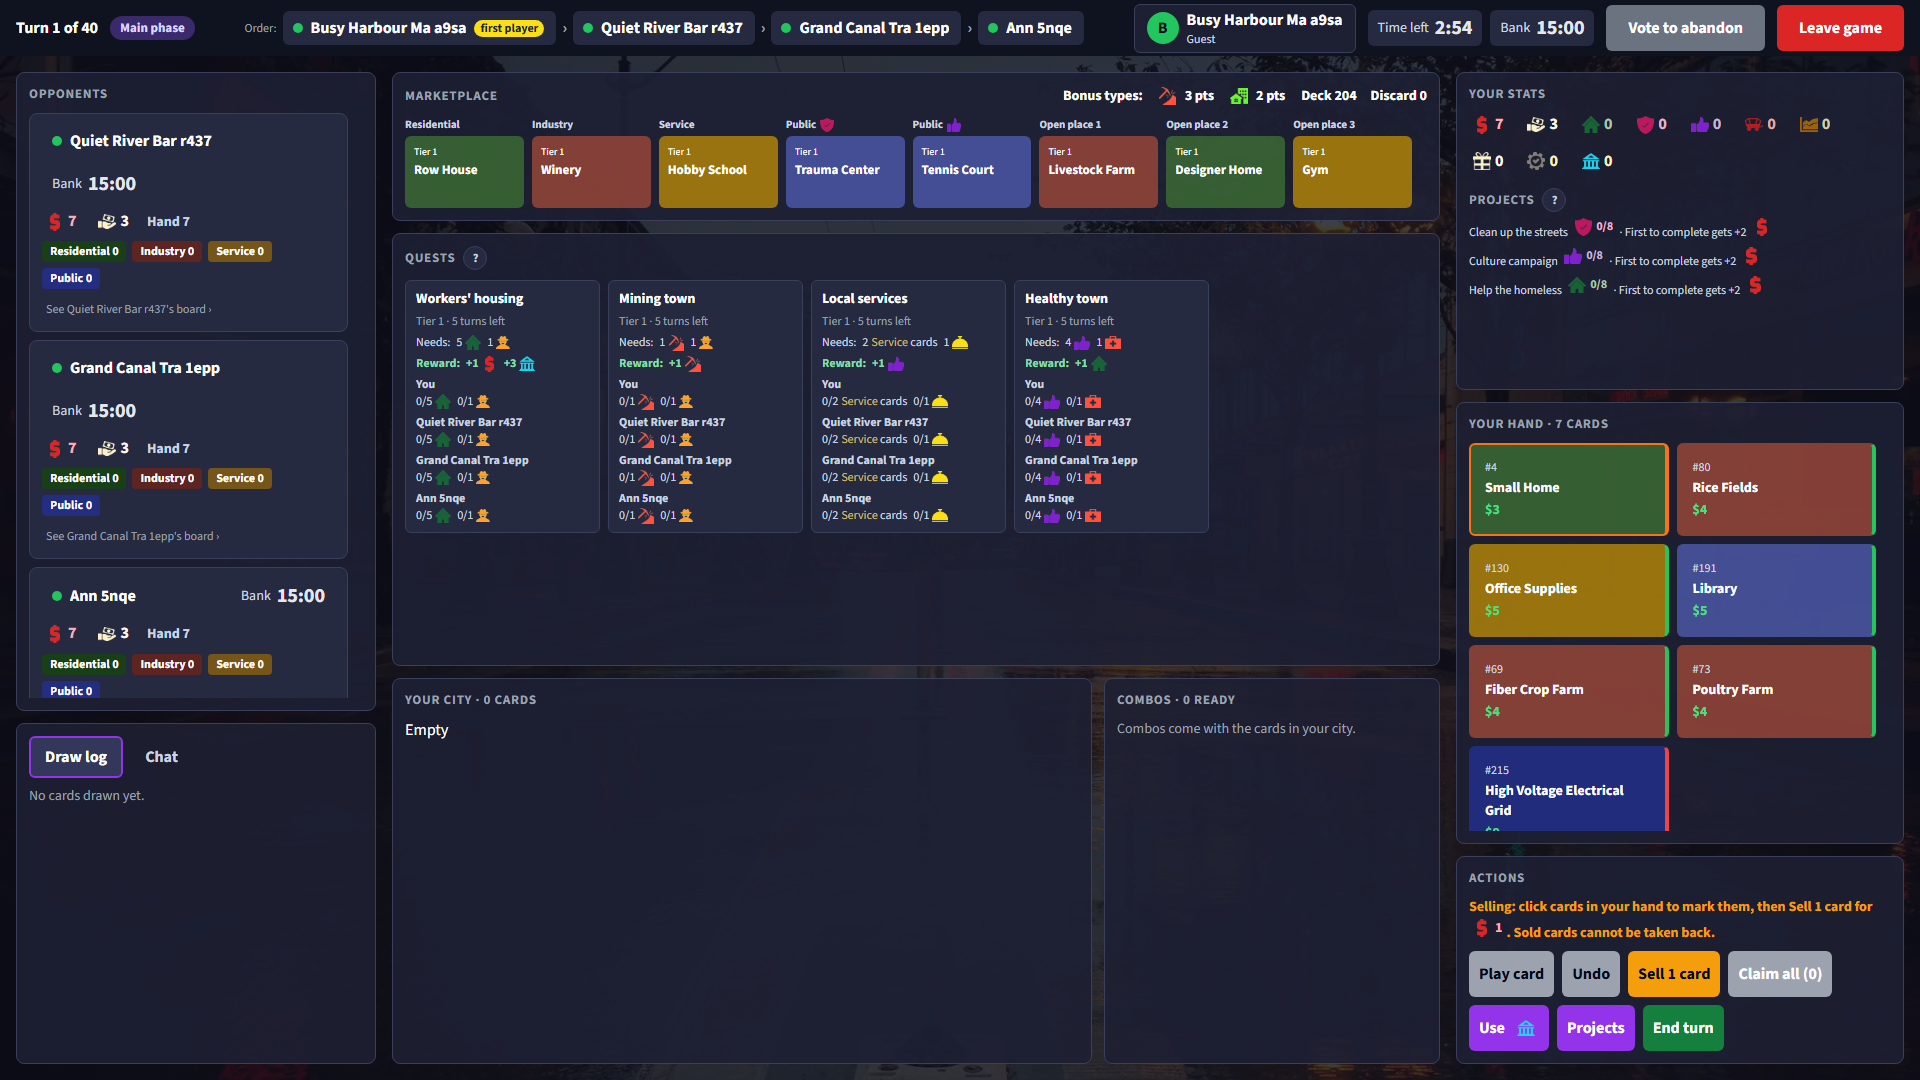 Turn 1 of 40
Main phase
Order:
Busy Harbour Ma a9sa
first player
›
Quiet River Bar r437
›
Grand Canal Tra 1epp
›
Ann 5nqe
B
Busy Harbour Ma a9sa
Guest
Time left 2:54
Bank 15:00
Vote to abandon
Leave game
OPPONENTS
Quiet River Bar r437
Bank 15:00
7
3
Hand 7
Residential 0
Industry 0
Service 0
Public 0
See Quiet River Bar r437's board ›
Grand Canal Tra 1epp
Bank 15:00
7
3
Hand 7
Residential 0
Industry 0
Service 0
Public 0
See Grand Canal Tra 1epp's board ›
Ann 5nqe
Bank 15:00
7
3
Hand 7
Residential 0
Industry 0
Service 0
Public 0
Draw log
Chat
No cards drawn yet.
MARKETPLACE
Bonus types:
3 pts
2 pts
Deck 204
Discard 0
Residential
Tier 1
Row House
Industry
Tier 1
Winery
Service
Tier 1
Hobby School
Public
Tier 1
Trauma Center
Public
Tier 1
Tennis Court
Open place 1
Tier 1
Livestock Farm
Open place 2
Tier 1
Designer Home
Open place 3
Tier 1
Gym
QUESTS
?
Workers' housing
Tier 1 · 5 turns left
Needs: 5 1
Reward: +1 +3
You
0/5 0/1
Quiet River Bar r437
0/5 0/1
Grand Canal Tra 1epp
0/5 0/1
Ann 5nqe
0/5 0/1
Mining town
Tier 1 · 5 turns left
Needs: 1 1
Reward: +1
You
0/1 0/1
Quiet River Bar r437
0/1 0/1
Grand Canal Tra 1epp
0/1 0/1
Ann 5nqe
0/1 0/1
Local services
Tier 1 · 5 turns left
Needs: 2 Service cards 1
Reward: +1
You
0/2 Service cards 0/1
Quiet River Bar r437
0/2 Service cards 0/1
Grand Canal Tra 1epp
0/2 Service cards 0/1
Ann 5nqe
0/2 Service cards 0/1
Healthy town
Tier 1 · 5 turns left
Needs: 4 1
Reward: +1
You
0/4 0/1
Quiet River Bar r437
0/4 0/1
Grand Canal Tra 1epp
0/4 0/1
Ann 5nqe
0/4 0/1
YOUR CITY · 0 CARDS
Empty
COMBOS · 0 READY
Combos come with the cards in your city.
YOUR STATS
7
3
0
0
0
0
0
0
0
0
PROJECTS
?
Clean up the streets 0/8 · First to complete gets +2
Culture campaign 0/8 · First to complete gets +2
Help the homeless 0/8 · First to complete gets +2
YOUR HAND · 7 CARDS
#4
Small Home
$3
#80
Rice Fields
$4
#130
Office Supplies
$5
#191
Library
$5
#69
Fiber Crop Farm
$4
#73
Poultry Farm
$4
#215
High Voltage Electrical
Grid
ACTIONS
Selling: click cards in your hand to mark them, then Sell 1 card for
1 . Sold cards cannot be taken back.
Play card
Undo
Sell 1 card
Claim all (0)
Use
Projects
End turn